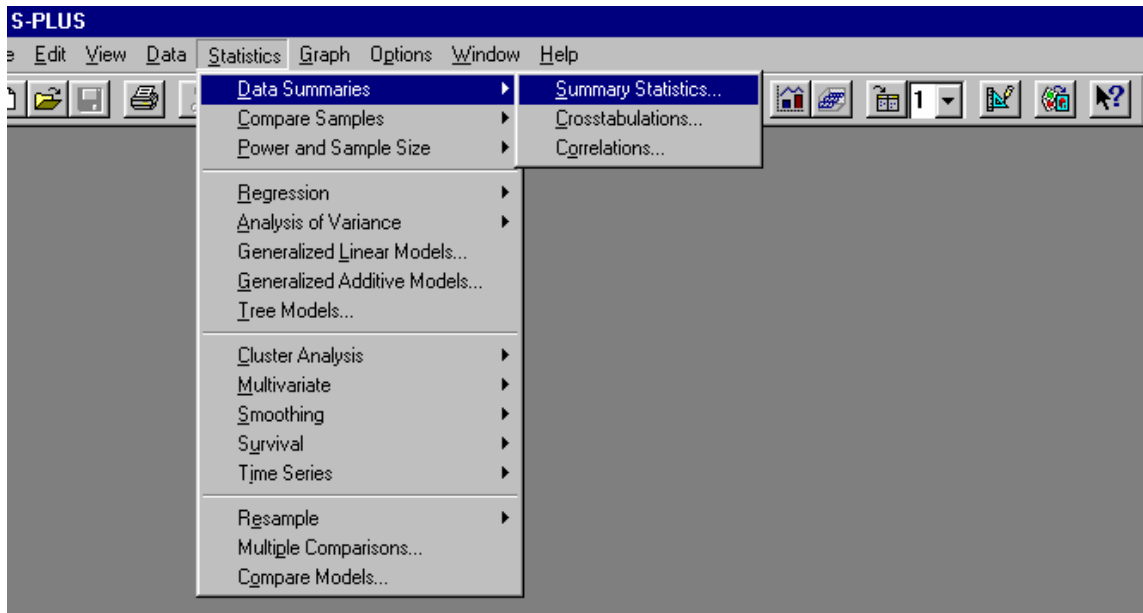 S-PLUS
e Edit View Data Statistics Graph Options Window Help
1
Data Summaries
Compare Samples
Power and Sample Size
Regression
Analysis of Variance
Generalized Linear Models...
Generalized Additive Models...
Tree Models...
Cluster Analysis
Multivariate
Smoothing
Survival
Time Series
Resample
Multiple Comparisons...
Compare Models...
Summary Statistics...
Crosstabulations...
Correlations...